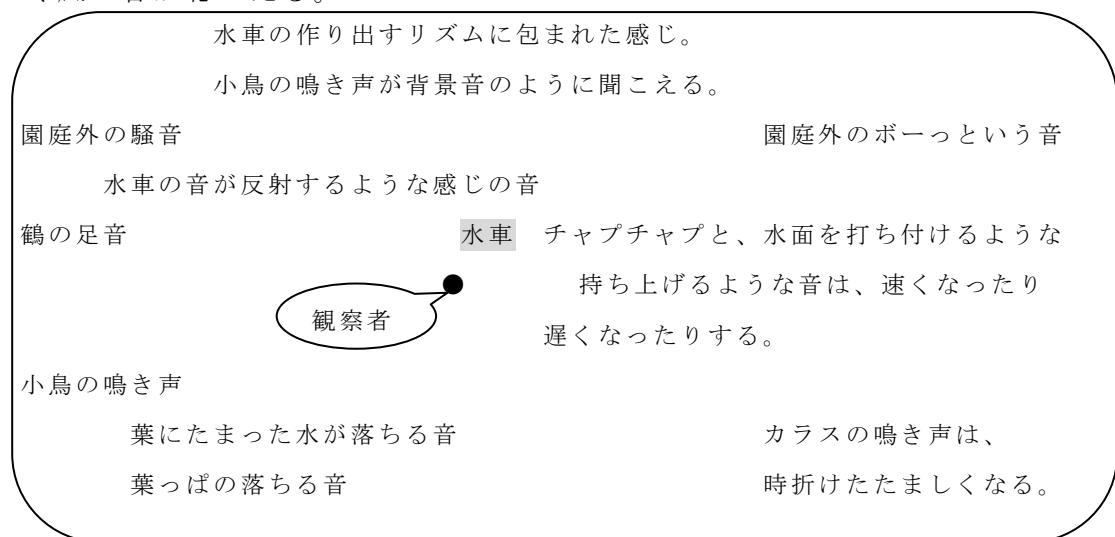 水車の作り出すリズムに包まれた感じ。
小鳥の鳴き声が背景音のように聞こえる。
園庭外の騒音 園庭外のボーっという音
水車の音が反射するような感じの音
鶴の足音 水車 チャプチャプと、水面を打ち付けるような
持ち上げるような音は、速くなったり
観察者
遅くなったりする。
小鳥の鳴き声
葉にたまった水が落ちる音 カラスの鳴き声は、
葉っぱの落ちる音 時折けたたましくなる。